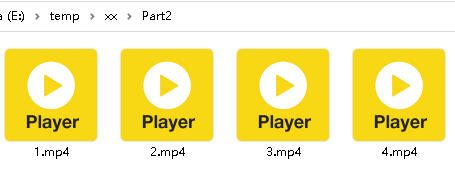 a (E:) > temp > xx > Part2
Player Player Player Player
1.mp4 2.mp4 3.mp4 4.mp4